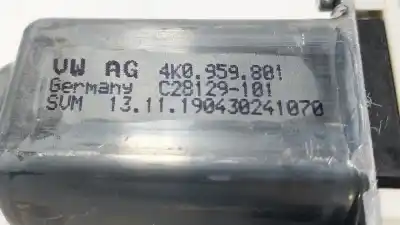 VW AG 4K0.959.801
Germany C28129-101
SVM 13.11.190430241070